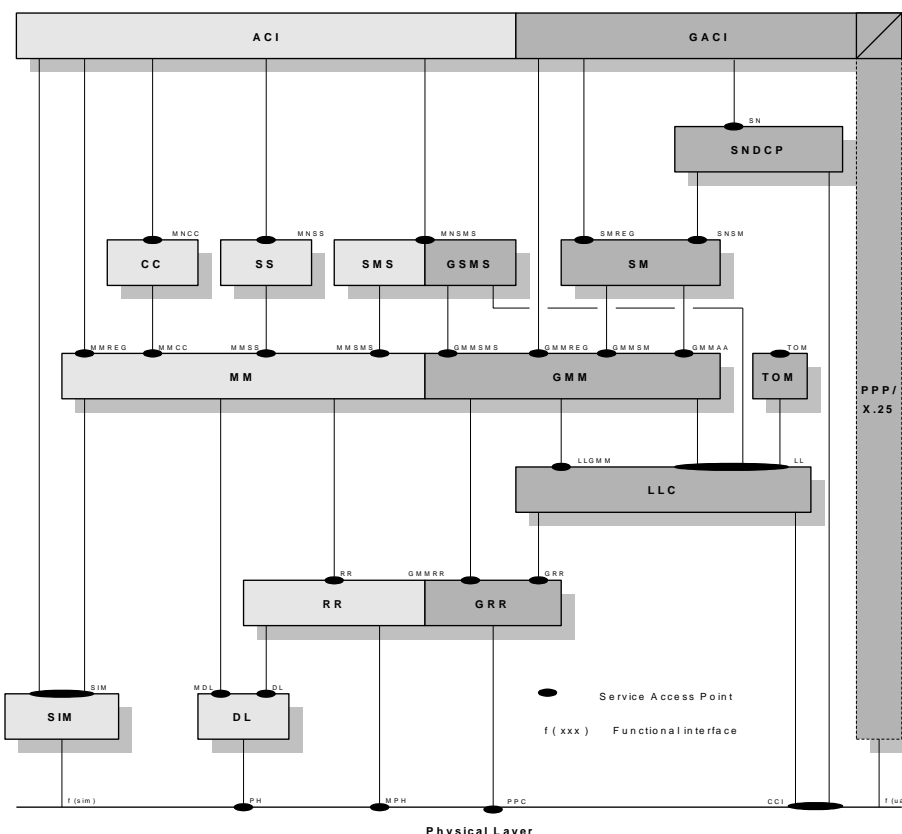 ACI GACI
SN
SNDCP
MNCC MNSS MNSMS SMREG SNSM
CC SS SMS GSMS SM
MMREG MMCC MMSS MMSMS GMMSMS GMMREG GMMSM GMMAA TOM
MM GMM TOM
PPP/
X.25
LLGMM LL
LLC
RR GMMRR GRR
RR GRR
SIM MDL DL
SIM DL
Service Access Point
f(xxx) Functional interface
f(sim) PH MPH PPC CCI
Physical Layer